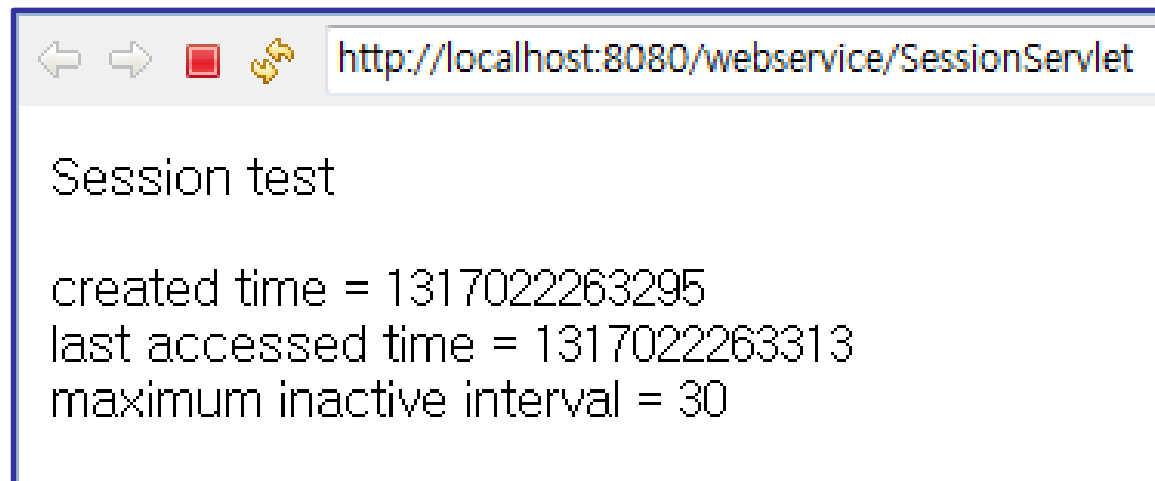 http://localhost:8080/webservice/SessionServlet
Session test
created time = 1317022263295
last accessed time = 1317022263313
maximum inactive interval = 30